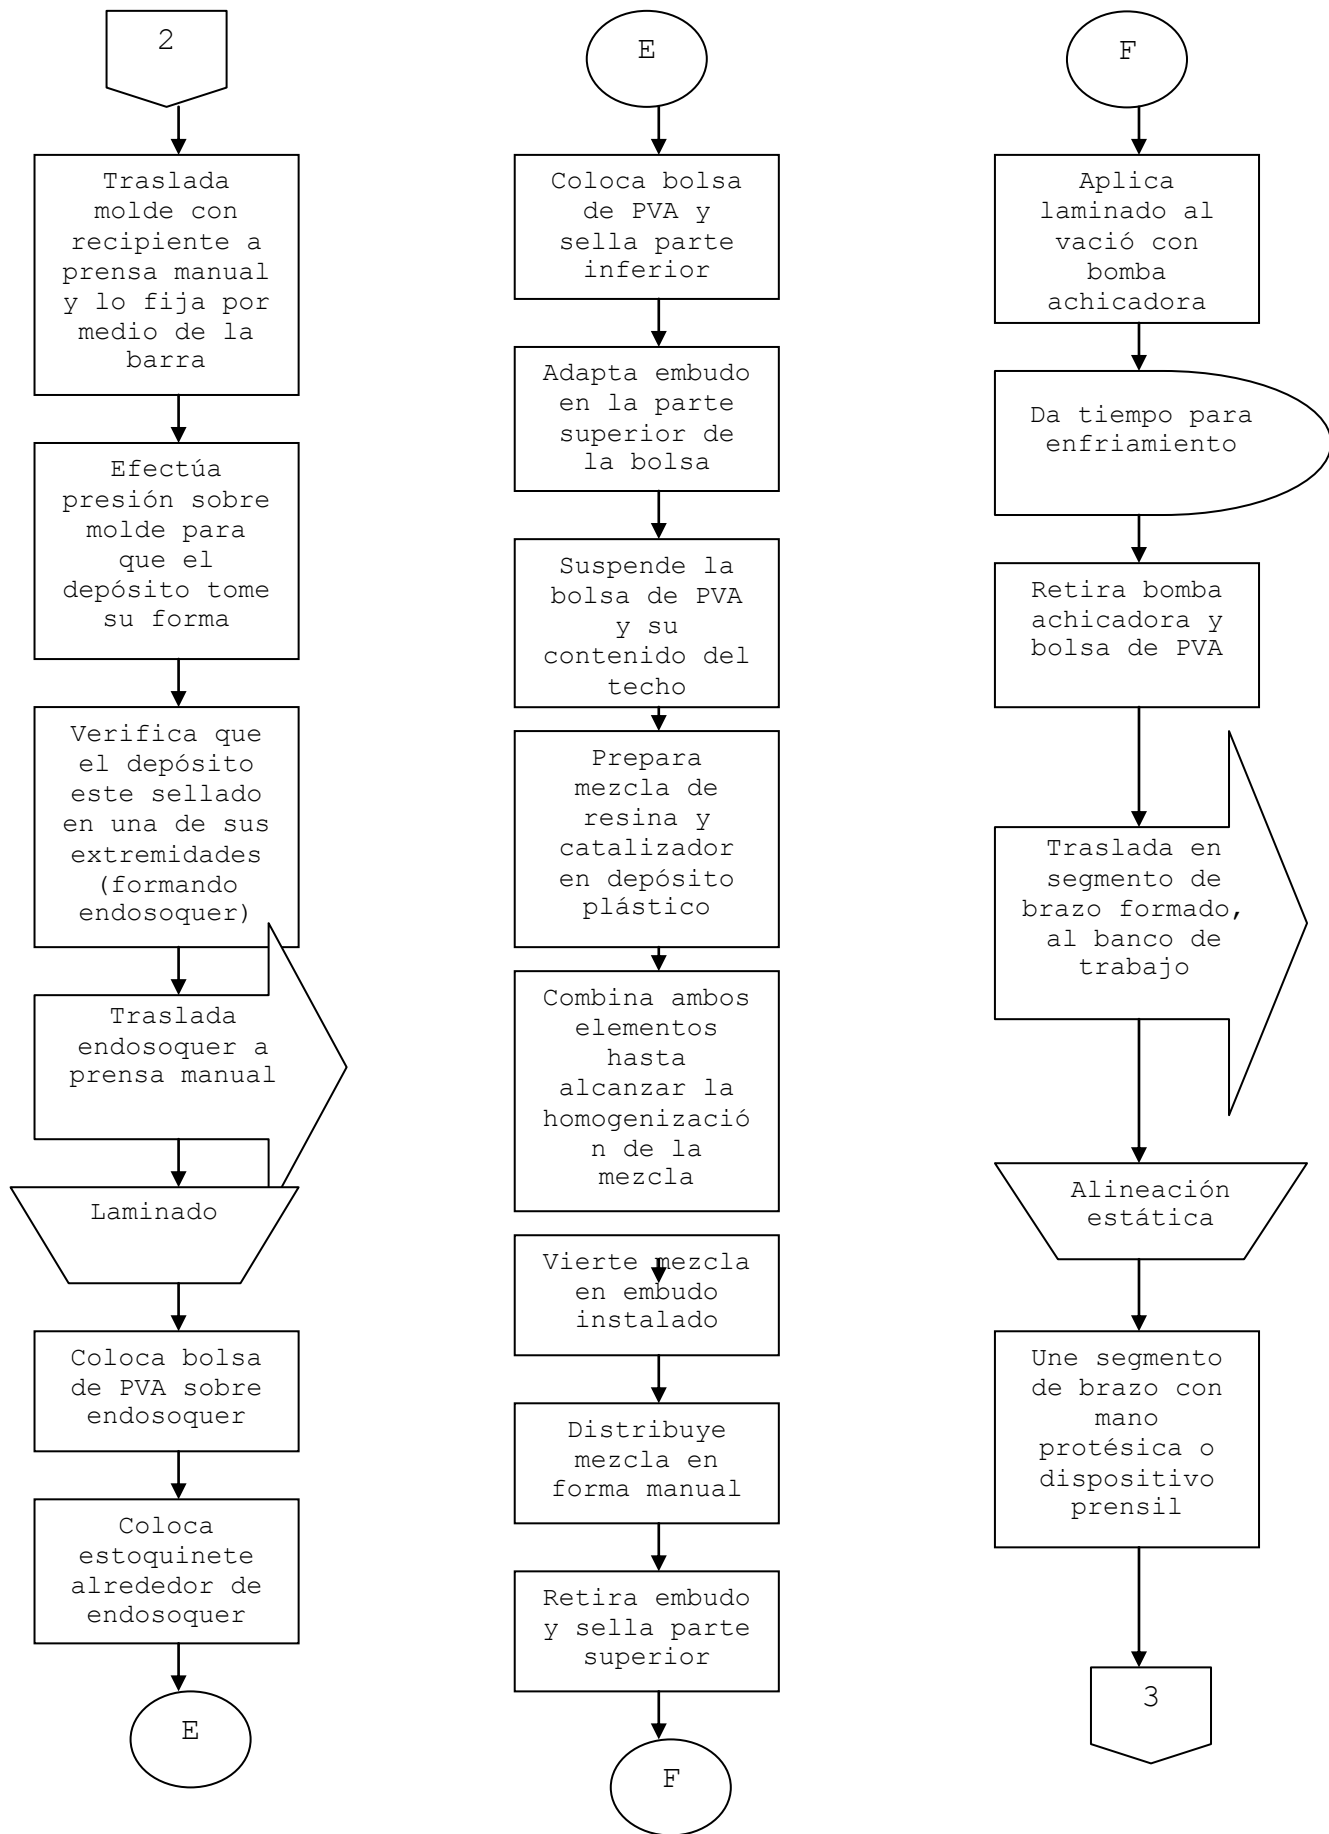 2
Traslada
molde con
recipiente a
prensa manual
y lo fija por
medio de la
barra
Efectúa
presión sobre
molde para
que el
depósito tome
su forma
Verifica que
el depósito
este sellado
en una de sus
extremidades
(formando
endosoquer)
Traslada
endosoquer a
prensa manual
Laminado
Coloca bolsa
de PVA sobre
endosoquer
Coloca
estoquinete
alrededor de
endosoquer
E
E
Coloca bolsa
de PVA y
sella parte
inferior
Adapta embudo
en la parte
superior de
la bolsa
Suspende la
bolsa de PVA
y su
contenido del
techo
Prepara
mezcla de
resina y
catalizador
en depósito
plástico
Combina ambos
elementos
hasta
alcanzar la
homogenizació
n de la
mezcla
Vierte mezcla
en embudo
instalado
Distribuye
mezcla en
forma manual
Retira embudo
y sella parte
superior
F
F
Aplica
laminado al
vació con
bomba
achicadora
Da tiempo para
enfriamiento
Retira bomba
achicadora y
bolsa de PVA
Traslada en
segmento de
brazo formado,
al banco de
trabajo
Alineación
estática
Une segmento
de brazo con
mano
protésica o
dispositivo
prensil
3